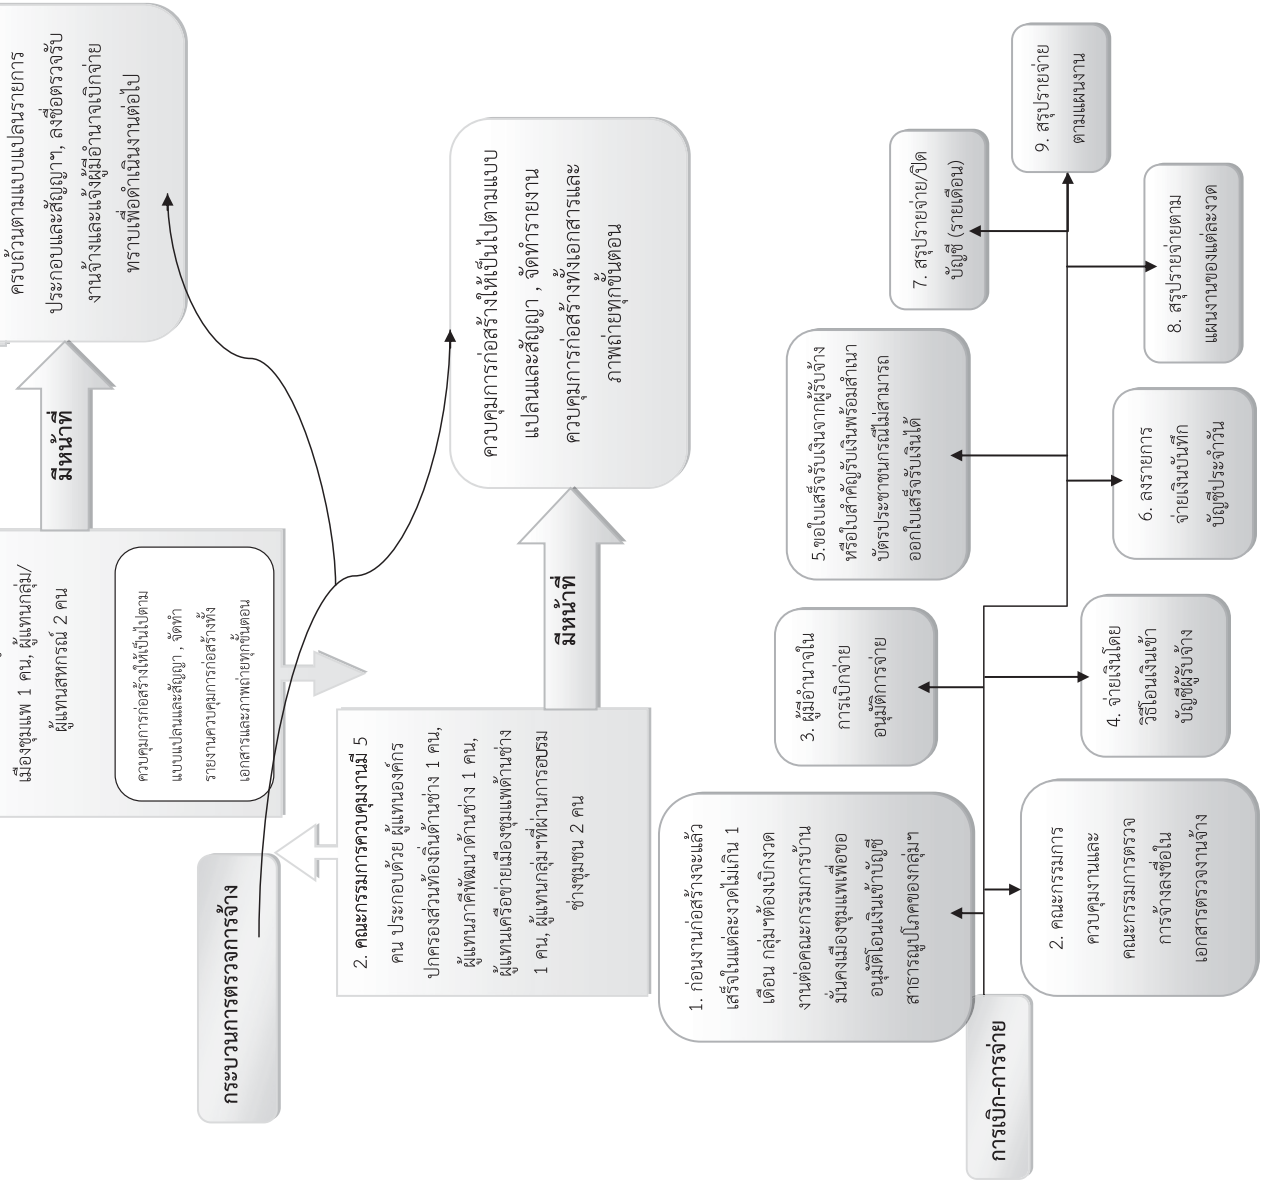 เมืองชุมแพ 1 คน, ผู้แทนกลุ่ม/
ผู้แทนสหกรณ์ 2 คน
ควบคุมการก่อสร้างให้เป็นไปตาม
แบบแปลนและสัญญา , จัดทำ
รายงานควบคุมการก่อสร้างทั้ง
เอกสารและภาพถ่ายทุกขั้นตอน
มีหน้าที่
ครบถ้วนตามแบบแปลนรายการ
ประกอบและสัญญาฯ, ลงชื่อตรวจรับ
งานจ้างและแจ้งผู้มีอำนาจเบิกจ่าย
ทราบเพื่อดำเนินงานต่อไป
กระบวนการตรวจการจ้าง
2. คณะกรรมการควบคุมงานมี 5
คน ประกอบด้วย ผู้แทนองค์กร
ปกครองส่วนท้องถิ่นด้านช่าง 1 คน,
ผู้แทนภาคีพัฒนาด้านช่าง 1 คน,
ผู้แทนเครือข่ายเมืองชุมแพด้านช่าง
1 คน, ผู้แทนกลุ่มฯที่ผ่านการอบรม
ช่างชุมชน 2 คน
มีหน้าที่
ควบคุมการก่อสร้างให้เป็นไปตามแบบ
แปลนและสัญญา , จัดทำรายงาน
ควบคุมการก่อสร้างทั้งเอกสารและ
ภาพถ่ายทุกขั้นตอน
การเบิก-การจ่าย
1. ก่อนงานก่อสร้างจะแล้ว
เสร็จในแต่ละงวดไม่เกิน 1
เดือน กลุ่มฯต้องเบิกงวด
งานต่อคณะกรรมการบ้าน
มั่นคงเมืองชุมแพเพื่อขอ
อนุมัติโอนเงินเข้าบัญชี
สาธารณูปโภคของกลุ่มฯ
2. คณะกรรมการ
ควบคุมงานและ
คณะกรรมการตรวจ
การจ้างลงชื่อใน
เอกสารตรวจงานจ้าง
3. ผู้มีอำนาจใน
การเบิกจ่าย
อนุมัติการจ่าย
4. จ่ายเงินโดย
วิธีโอนเงินเข้า
บัญชีผู้รับจ้าง
5.ขอใบเสร็จรับเงินจากผู้รับจ้าง
หรือใบสำคัญรับเงินพร้อมสำเนา
บัตรประชาชนกรณีไม่สามารถ
ออกใบเสร็จรับเงินได้
6. ลงรายการ
จ่ายเงินบันทึก
บัญชีประจำวัน
7. สรุปรายจ่าย/ปิด
บัญชี (รายเดือน)
8. สรุปรายจ่ายตาม
แผนงานของแต่ละงวด
9. สรุปรายจ่าย
ตามแผนงาน